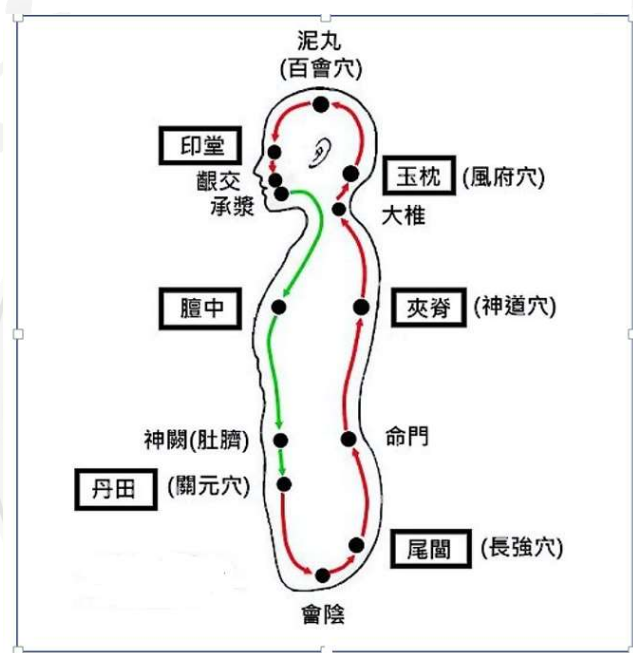 泥丸
(百會穴)
印堂
齦交
承漿
玉枕 (風府穴)
大椎
膻中
夾脊 (神道穴)
神闕(肚臍)
命門
丹田 (關元穴)
尾閭 (長強穴)
會陰